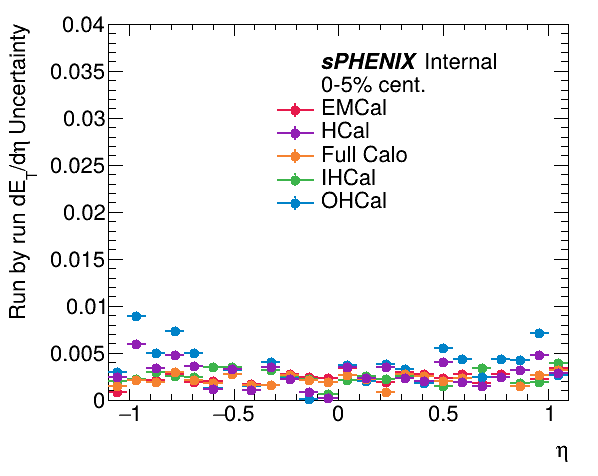 Run by run dE_T/dη Uncertainty
0.04
0.035
0.03
0.025
0.02
0.015
0.01
0.005
0
sPHENIX Internal
0-5% cent.
EMCal
HCal
Full Calo
IHCal
OHCal
−1 −0.5 0 0.5 1
η